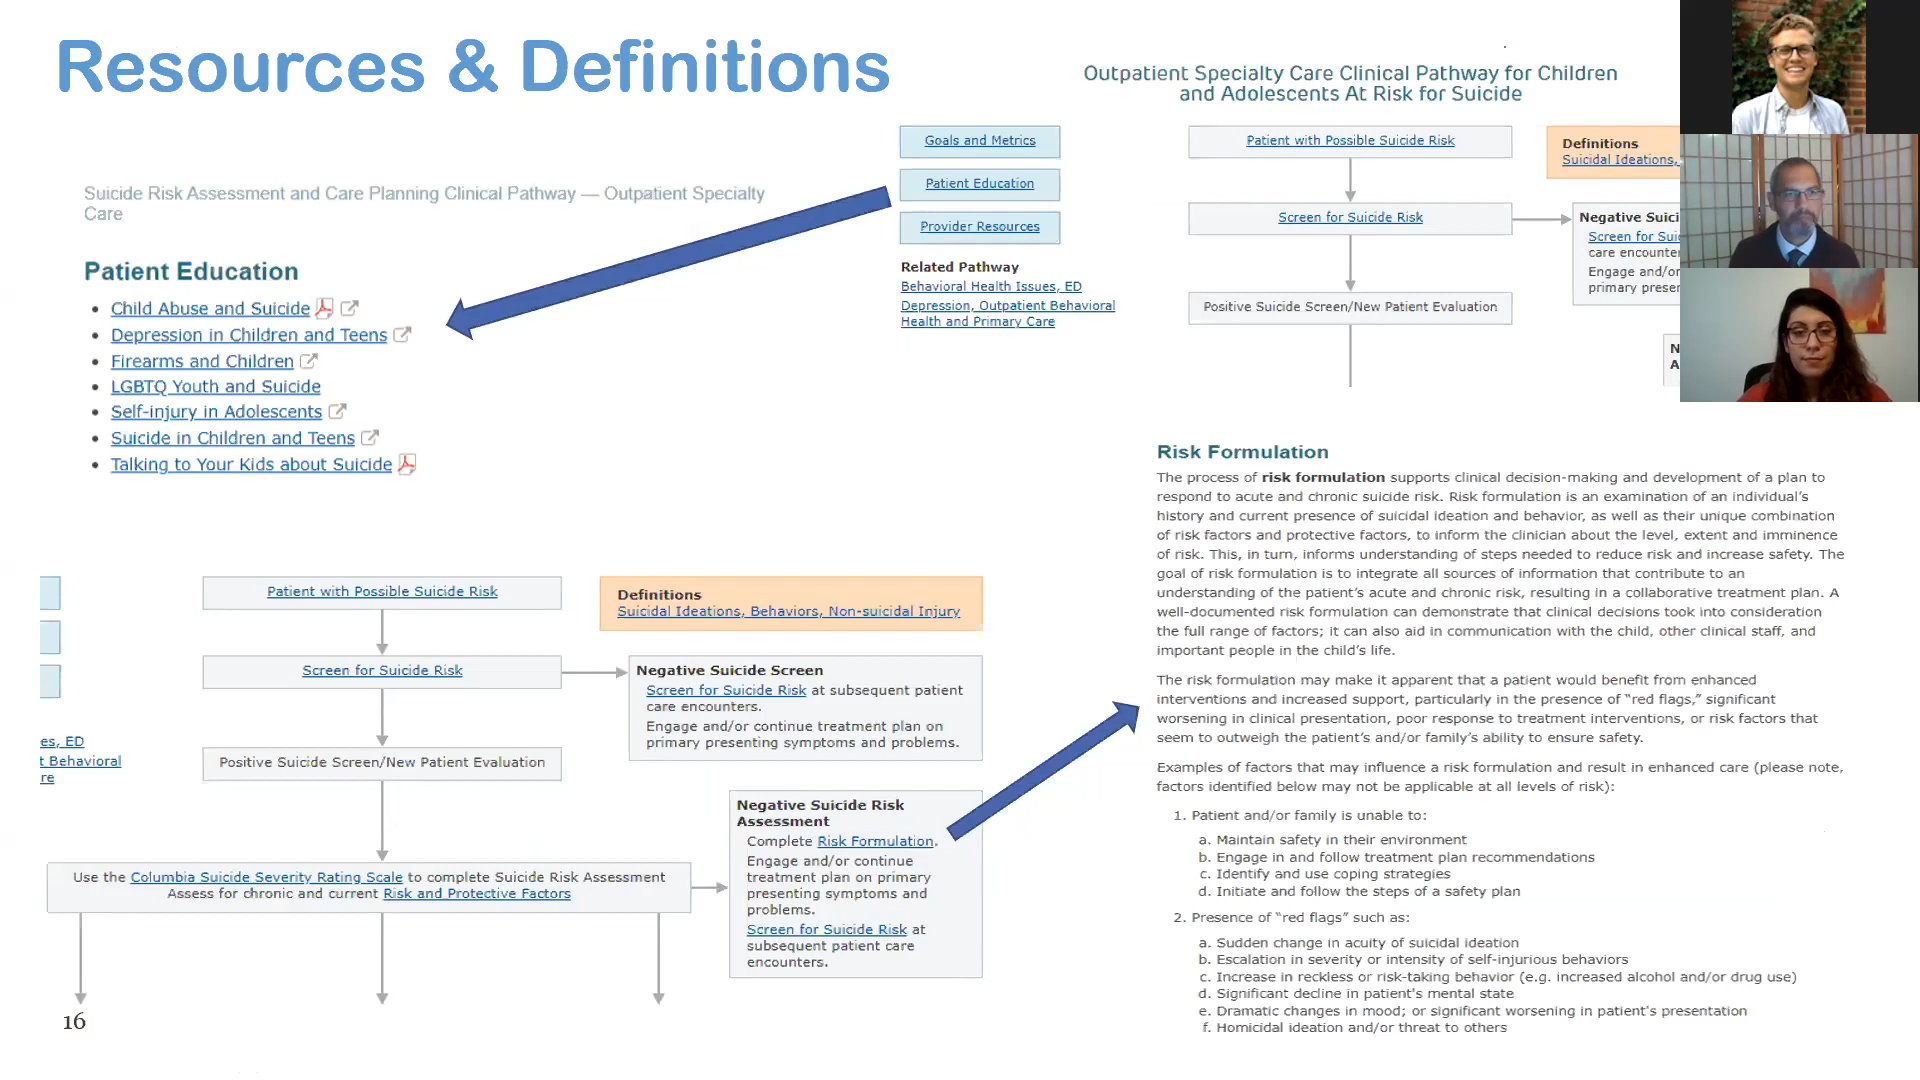 Resources & Definitions
Suicide Risk Assessment and Care Planning Clinical Pathway — Outpatient Specialty
Care
Patient Education
• Child Abuse and Suicide
• Depression in Children and Teens
• Firearms and Children
• LGBTQ Youth and Suicide
• Self-injury in Adolescents
• Suicide in Children and Teens
• Talking to Your Kids about Suicide
Outpatient Specialty Care Clinical Pathway for Children
and Adolescents At Risk for Suicide
Goals and Metrics
Patient Education
Provider Resources
Related Pathway
Behavioral Health Issues, ED
Depression, Outpatient Behavioral
Health and Primary Care
Patient with Possible Suicide Risk
Screen for Suicide Risk
Positive Suicide Screen/New Patient Evaluation
Definitions
Suicidal Ideations,
Negative Suici
Screen for Suic
care encounter
Engage and/or
primary preser
N
A
es, ED
t Behavioral
re
Patient with Possible Suicide Risk
Screen for Suicide Risk
Positive Suicide Screen/New Patient Evaluation
Use the Columbia Suicide Severity Rating Scale to complete Suicide Risk Assessment
Assess for chronic and current Risk and Protective Factors
Definitions
Suicidal Ideations, Behaviors, Non-suicidal Injury
Negative Suicide Screen
Screen for Suicide Risk at subsequent patient
care encounters.
Engage and/or continue treatment plan on
primary presenting symptoms and problems.
Negative Suicide Risk
Assessment
Complete Risk Formulation.
Engage and/or continue
treatment plan on primary
presenting symptoms and
problems.
Screen for Suicide Risk at
subsequent patient care
encounters.
Risk Formulation
The process of risk formulation supports clinical decision-making and development of a plan to
respond to acute and chronic suicide risk. Risk formulation is an examination of an individual's
history and current presence of suicidal ideation and behavior, as well as their unique combination
of risk factors and protective factors, to inform the clinician about the level, extent and imminence
of risk. This, in turn, informs understanding of steps needed to reduce risk and increase safety. The
goal of risk formulation is to integrate all sources of information that contribute to an
understanding of the patient's acute and chronic risk, resulting in a collaborative treatment plan. A
well-documented risk formulation can demonstrate that clinical decisions took into consideration
the full range of factors; it can also aid in communication with the child, other clinical staff, and
important people in the child's life.
The risk formulation may make it apparent that a patient would benefit from enhanced
interventions and increased support, particularly in the presence of "red flags," significant
worsening in clinical presentation, poor response to treatment interventions, or risk factors that
seem to outweigh the patient's and/or family's ability to ensure safety.
Examples of factors that may influence a risk formulation and result in enhanced care (please note,
factors identified below may not be applicable at all levels of risk):
1. Patient and/or family is unable to:
a. Maintain safety in their environment
b. Engage in and follow treatment plan recommendations
c. Identify and use coping strategies
d. Initiate and follow the steps of a safety plan
2. Presence of "red flags" such as:
a. Sudden change in acuity of suicidal ideation
b. Escalation in severity or intensity of self-injurious behaviors
c. Increase in reckless or risk-taking behavior (e.g. increased alcohol and/or drug use)
d. Significant decline in patient's mental state
e. Dramatic changes in mood; or significant worsening in patient's presentation
f. Homicidal ideation and/or threat to others
16